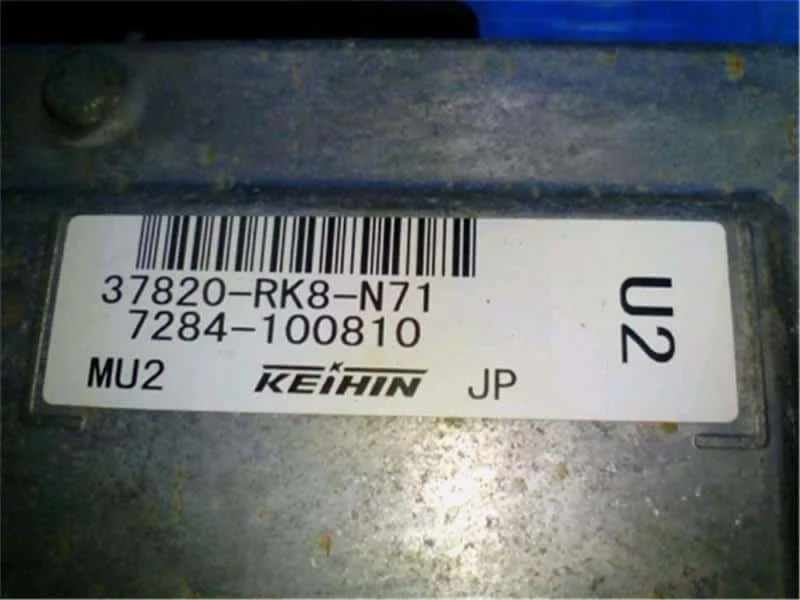 37820-RK8-N71
7284-100810
MU2 KEIHIN JP
U2